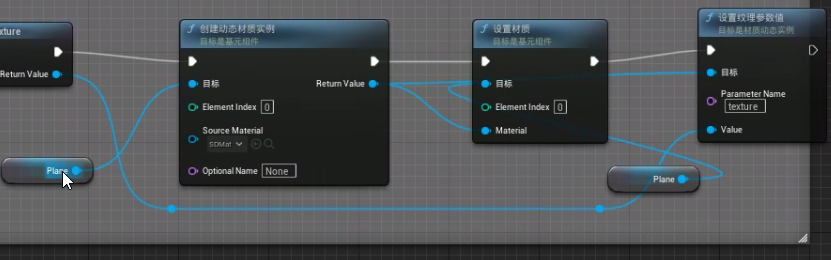 xture
Return Value
Plane
创建动态材质实例
目标是基元组件
目标
Return Value
Element Index 0
Source Material
SDMat
Optional Name None
设置材质
目标是基元组件
目标
Element Index 0
Material
Plane
设置纹理参数值
目标是材质动态实例
目标
Parameter Name
texture
Value